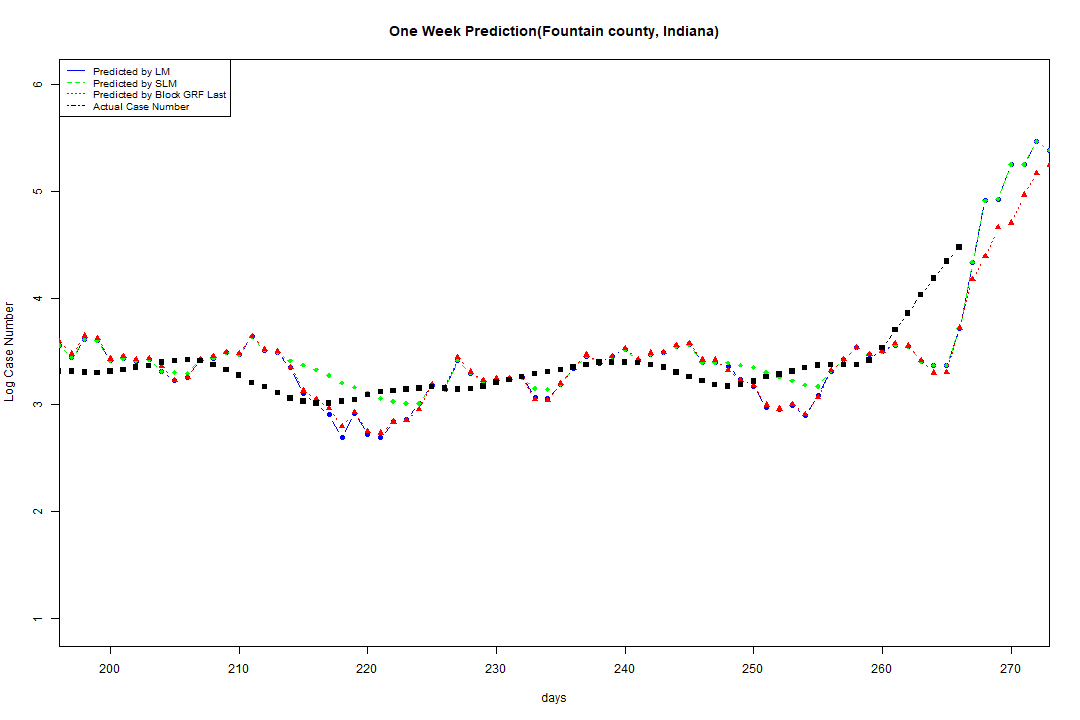 One Week Prediction(Fountain county, Indiana)
Predicted by LM
Predicted by SLM
Predicted by Block GRF Last
Actual Case Number
Log Case Number
6
5
4
3
2
1
200 210 220 230 240 250 260 270
days